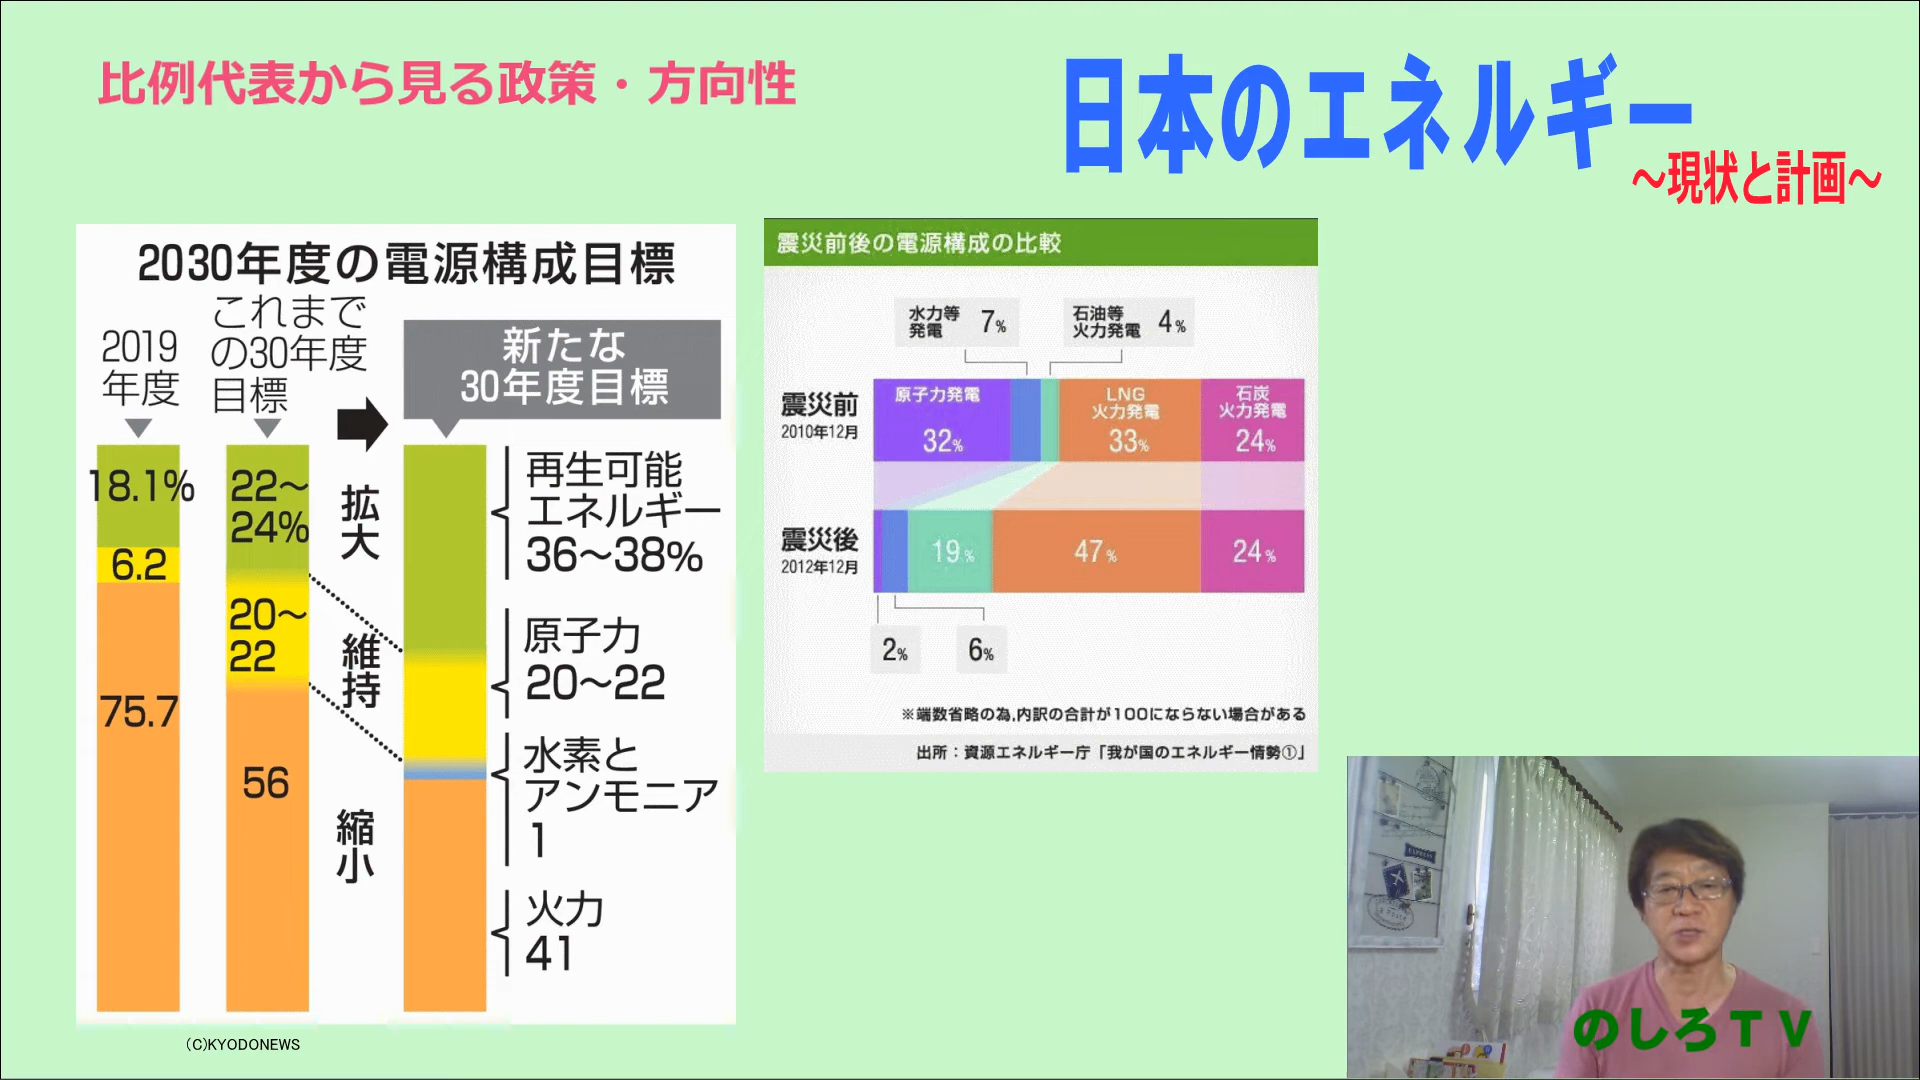 比例代表から見る政策・方向性
日本のエネルギー
～現状と計画～
2030年度の電源構成目標
2019
年度
これまで
の30年度
目標
新たな
30年度目標
18.1%
6.2
75.7
22～
24%
20～
22
56
拡大
維持
縮小
再生可能
エネルギー
36～38%
原子力
20～22
水素と
アンモニア
1
火力
41
(C)KYODONEWS
震災前後の電源構成の比較
水力等
発電 7%
石油等
火力発電 4%
震災前
2010年12月
原子力発電
32%
LNG
火力発電
33%
石炭
火力発電
24%
震災後
2012年12月
19%
47%
24%
2%
6%
※端数省略の為,内訳の合計が100にならない場合がある
出所：資源エネルギー庁「我が国のエネルギー情勢①」
のしろＴＶ